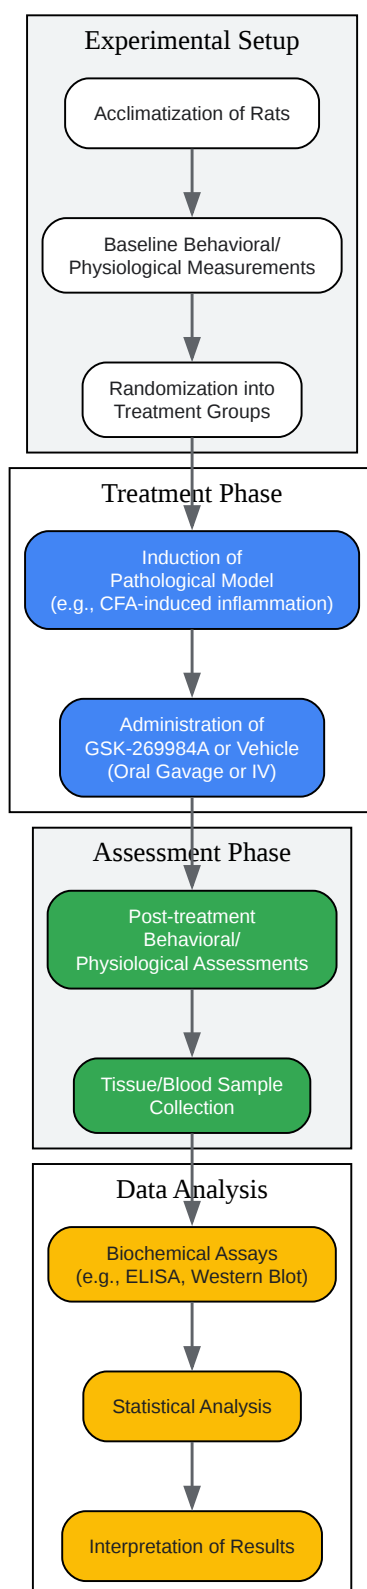 Experimental Setup
Acclimatization of Rats
Baseline Behavioral/
Physiological Measurements
Randomization into
Treatment Groups
Treatment Phase
Induction of
Pathological Model
(e.g., CFA-induced inflammation)
Administration of
GSK-269984A or Vehicle
(Oral Gavage or IV)
Assessment Phase
Post-treatment
Behavioral/
Physiological Assessments
Tissue/Blood Sample
Collection
Data Analysis
Biochemical Assays
(e.g., ELISA, Western Blot)
Statistical Analysis
Interpretation of Results